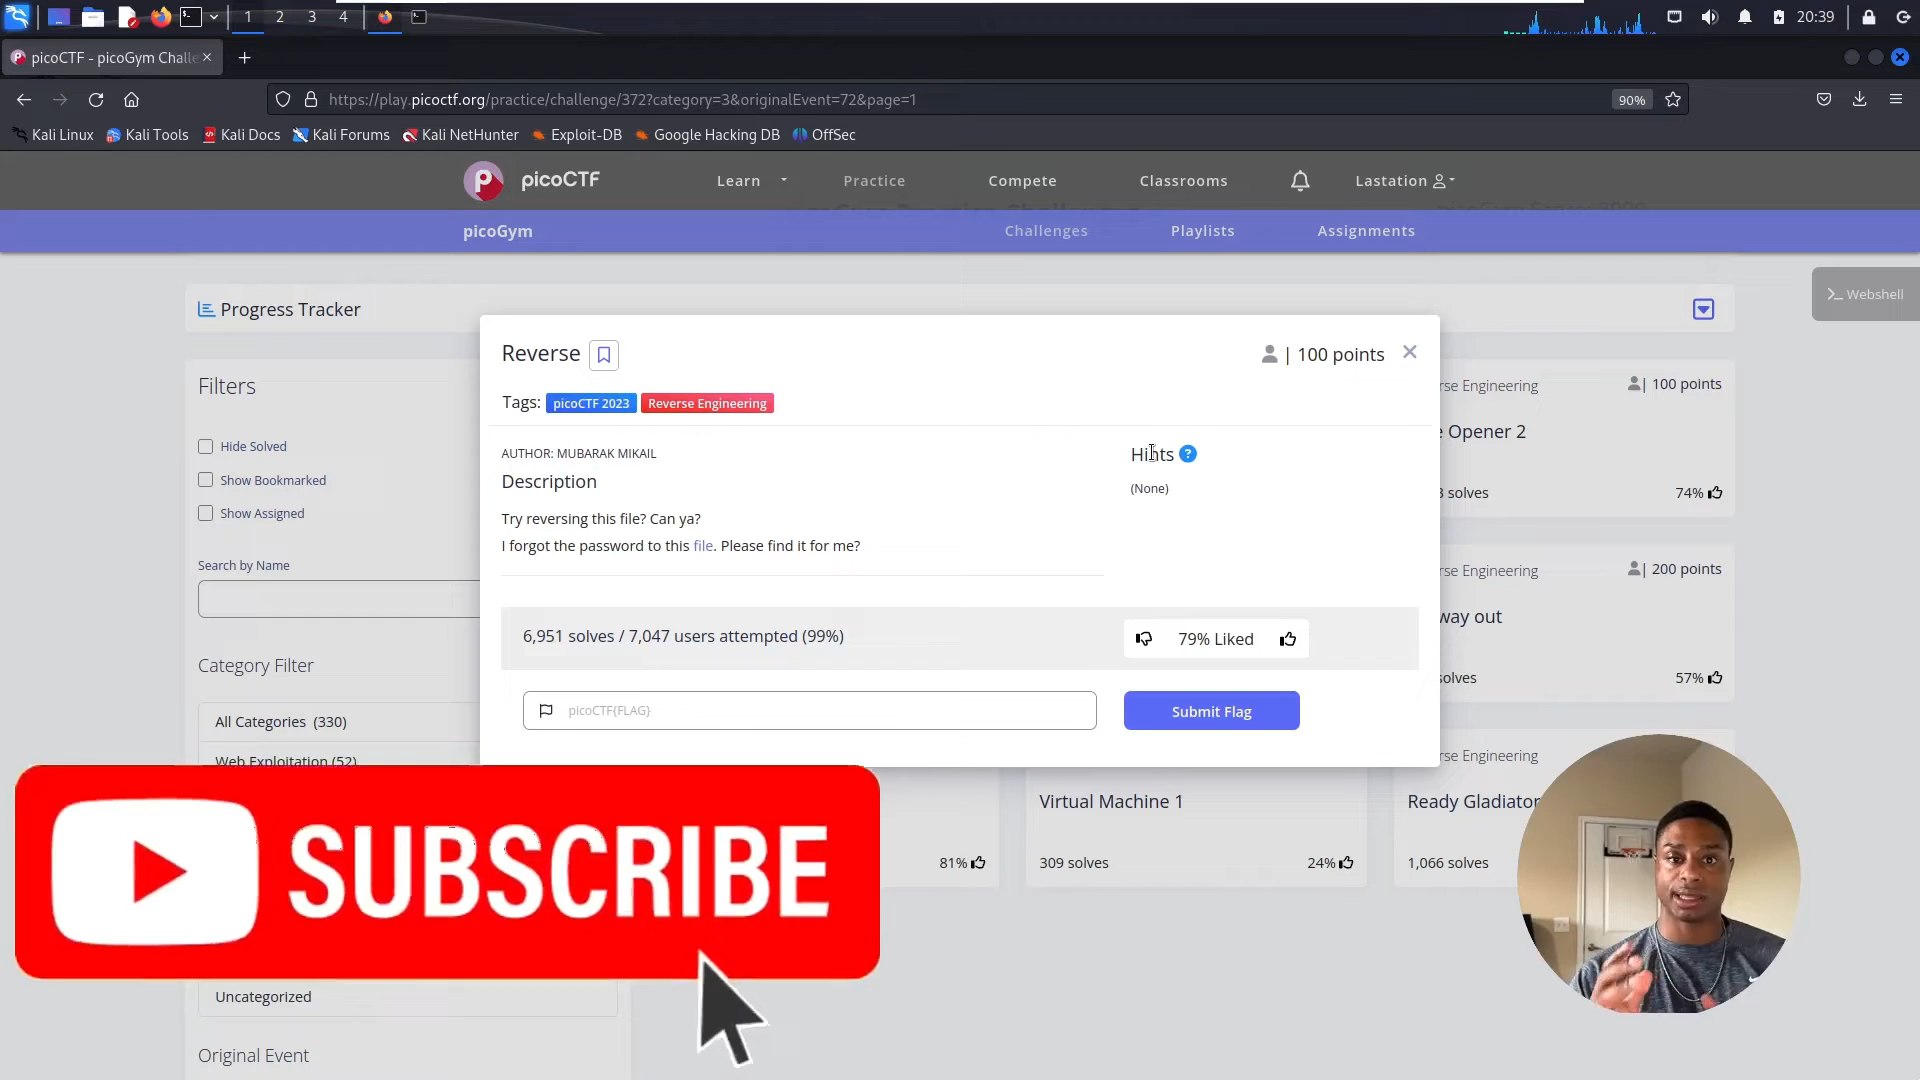 1 2 3 4 20:39
picoCTF - picoGym Challe
https://play.picoctf.org/practice/challenge/372?category=3&originalEvent=72&page=1 90%
Kali Linux Kali Tools Kali Docs Kali Forums Kali NetHunter Exploit-DB Google Hacking DB OffSec
picoCTF Learn Practice Compete Classrooms Lastation
picoGym Challenges Playlists Assignments
Progress Tracker
>_ Webshell
Filters
Hide Solved
Show Bookmarked
Show Assigned
Search by Name
Category Filter
All Categories (330)
Web Exploitation (52)
Uncategorized
Original Event
Reverse | 100 points
Tags: picoCTF 2023 Reverse Engineering
AUTHOR: MUBARAK MIKAIL
Description
Try reversing this file? Can ya?
I forgot the password to this file. Please find it for me?
Hints ?
(None)
6,951 solves / 7,047 users attempted (99%)
79% Liked
picoCTF{FLAG}
Submit Flag
rse Engineering | 100 points
e Opener 2
3 solves 74%
rse Engineering | 200 points
way out
solves 57%
81%
Virtual Machine 1
309 solves 24%
rse Engineering
Ready Gladiator
1,066 solves
SUBSCRIBE